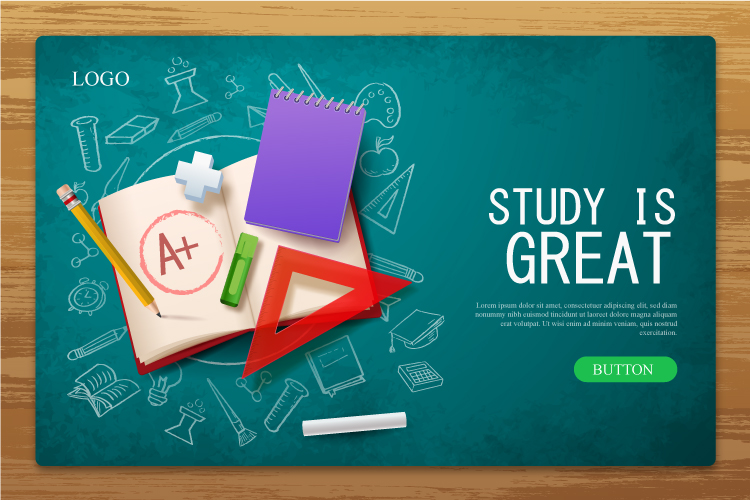 LOGO
A+
STUDY IS
GREAT
Lorem ipsum dolor sit amet, consectetuer adipiscing elit, sed diam
nonummy nibh euismod tincidunt ut laoreet dolore magna aliquam
erat volutpat. Ut wisi enim ad minim veniam, quis nostrud
exercitation.
BUTTON